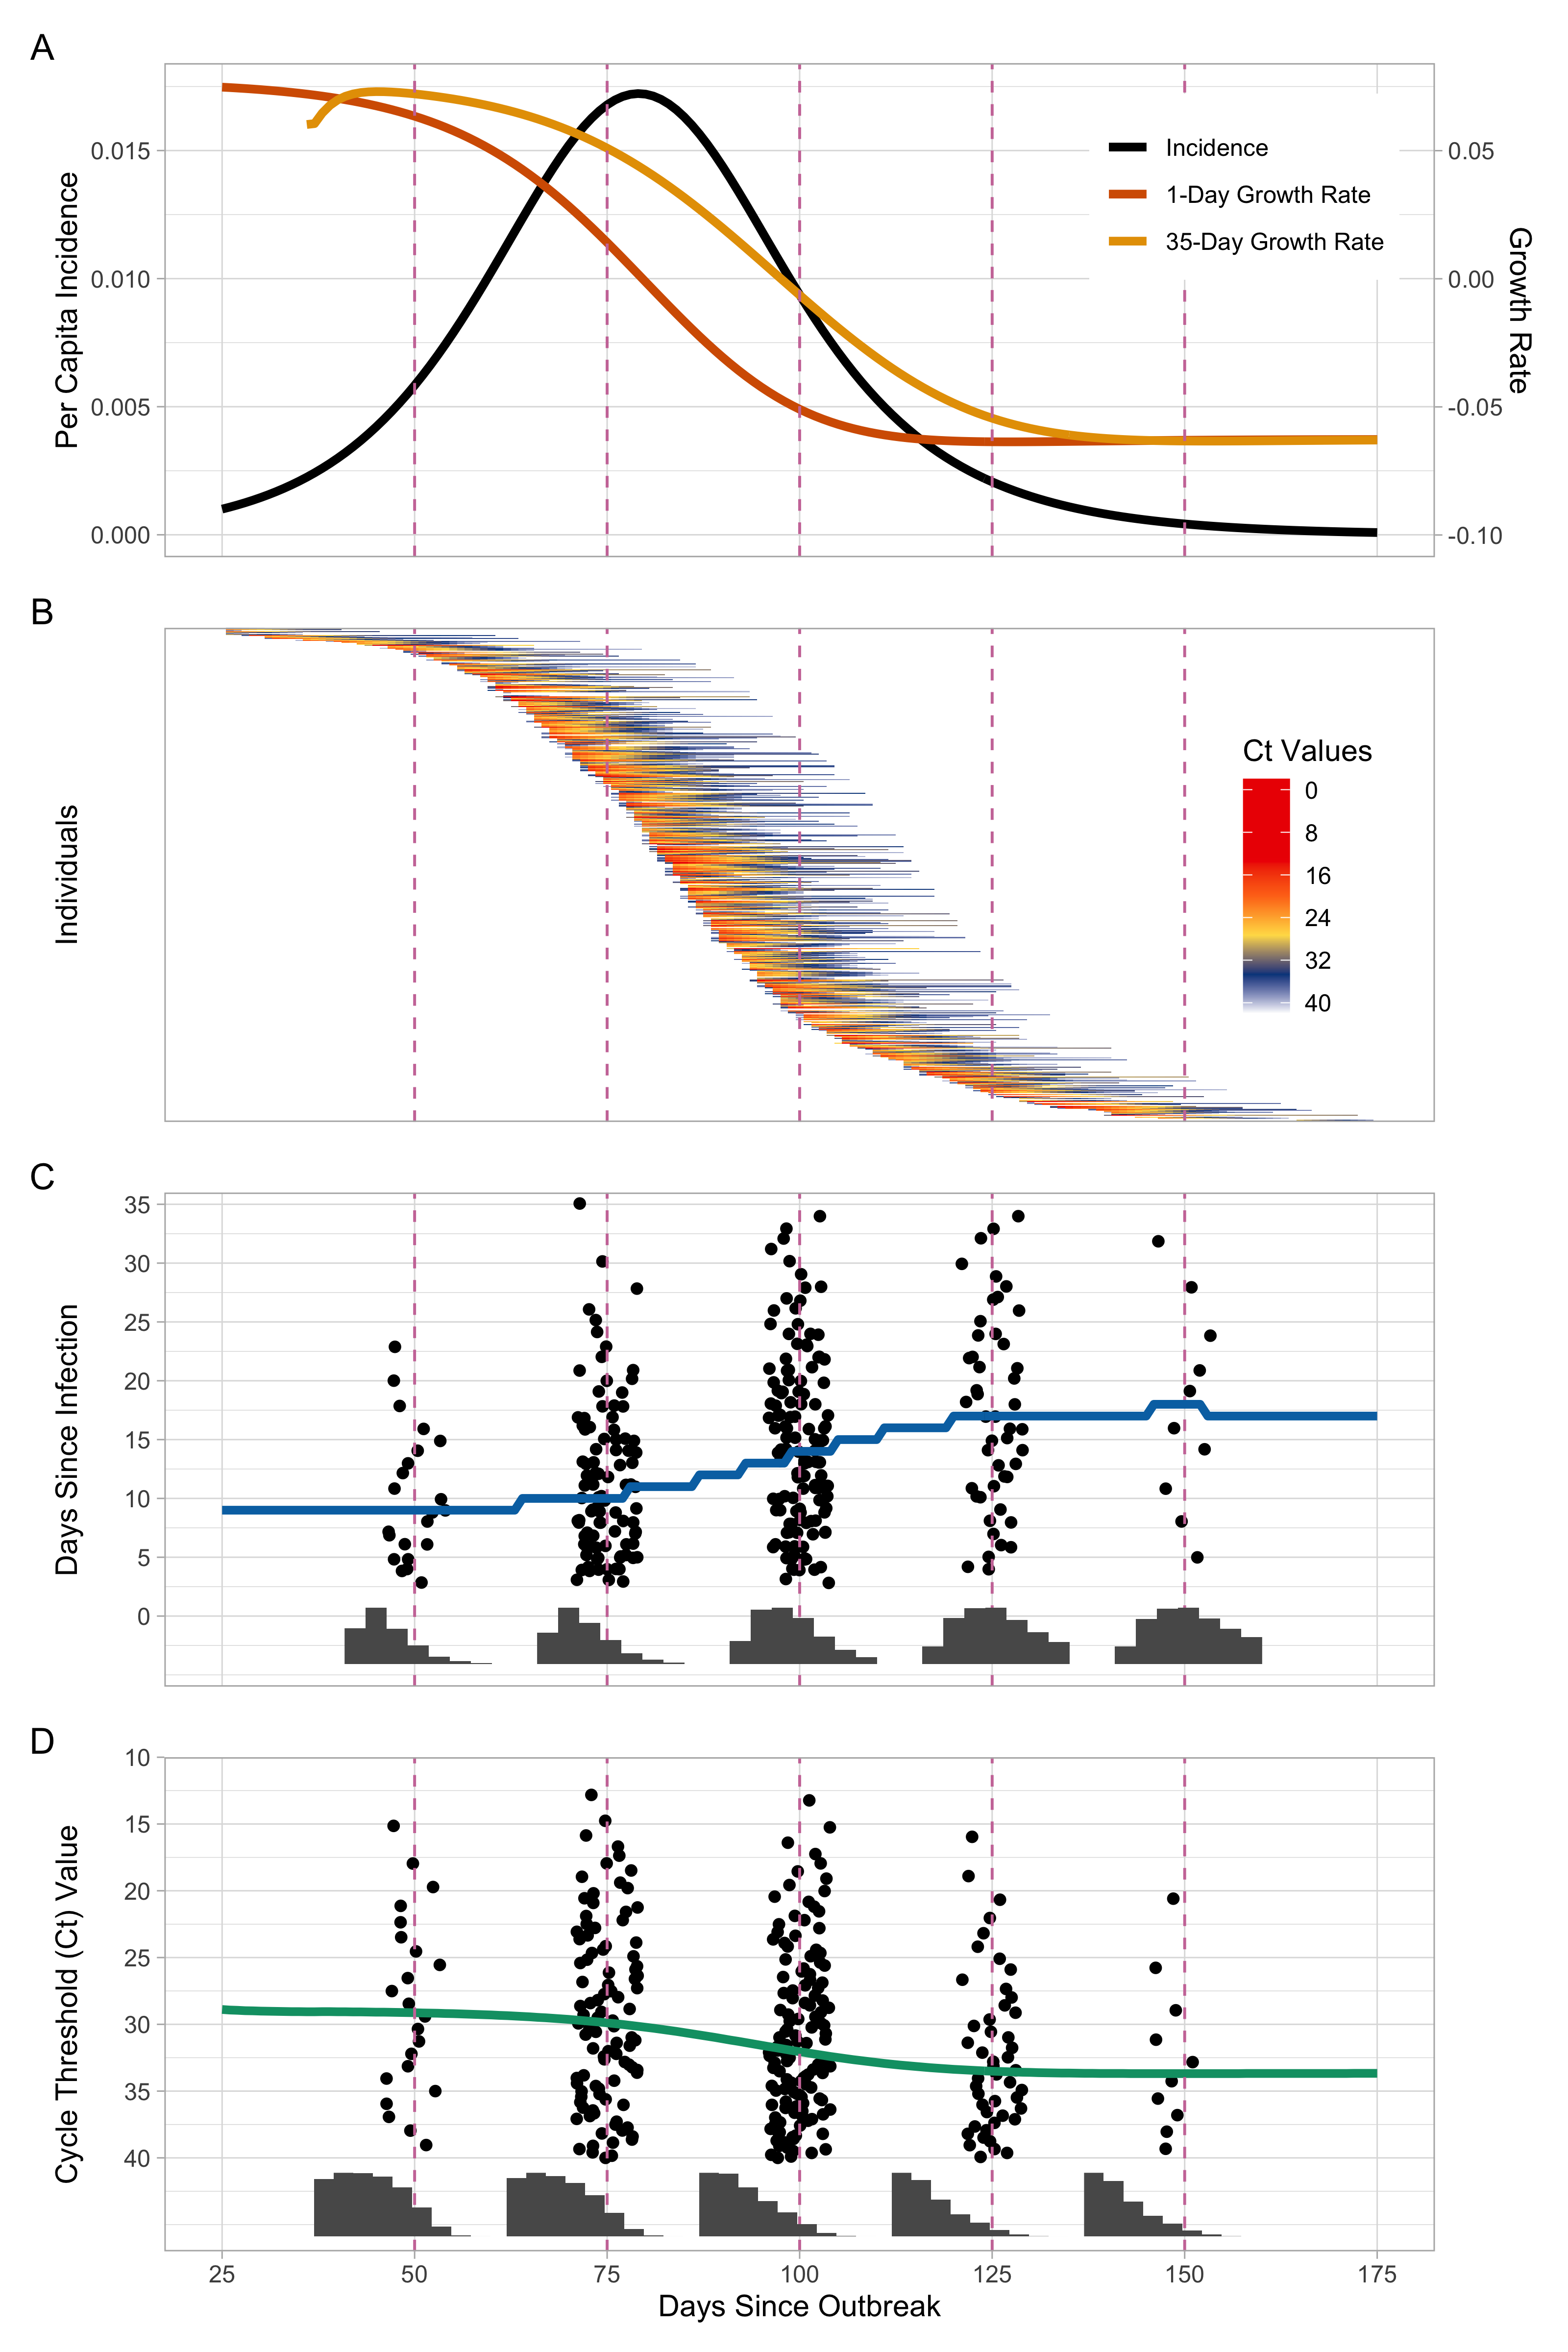 A
Per Capita Incidence
0.015
0.010
0.005
0.000
Incidence
1-Day Growth Rate
35-Day Growth Rate
0.05
0.00
-0.05
-0.10
Growth Rate
B
Individuals
Ct Values
0
8
16
24
32
40
C
Days Since Infection
35
30
25
20
15
10
5
0
D
Cycle Threshold (Ct) Value
10
15
20
25
30
35
40
25 50 75 100 125 150 175
Days Since Outbreak